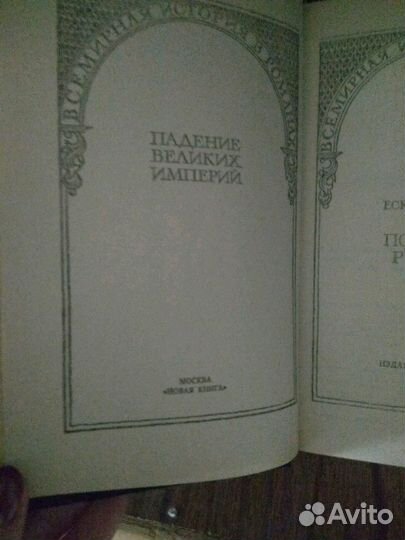 ВСЕМИРНАЯ ИСТОРИЯ В РОМАНАХ
ПАДЕНИЕ
ВЕЛИКИХ
ИМПЕРИЙ
МОСКВА
«НОВАЯ КНИГА»
ВСЕМИРНАЯ
Avito